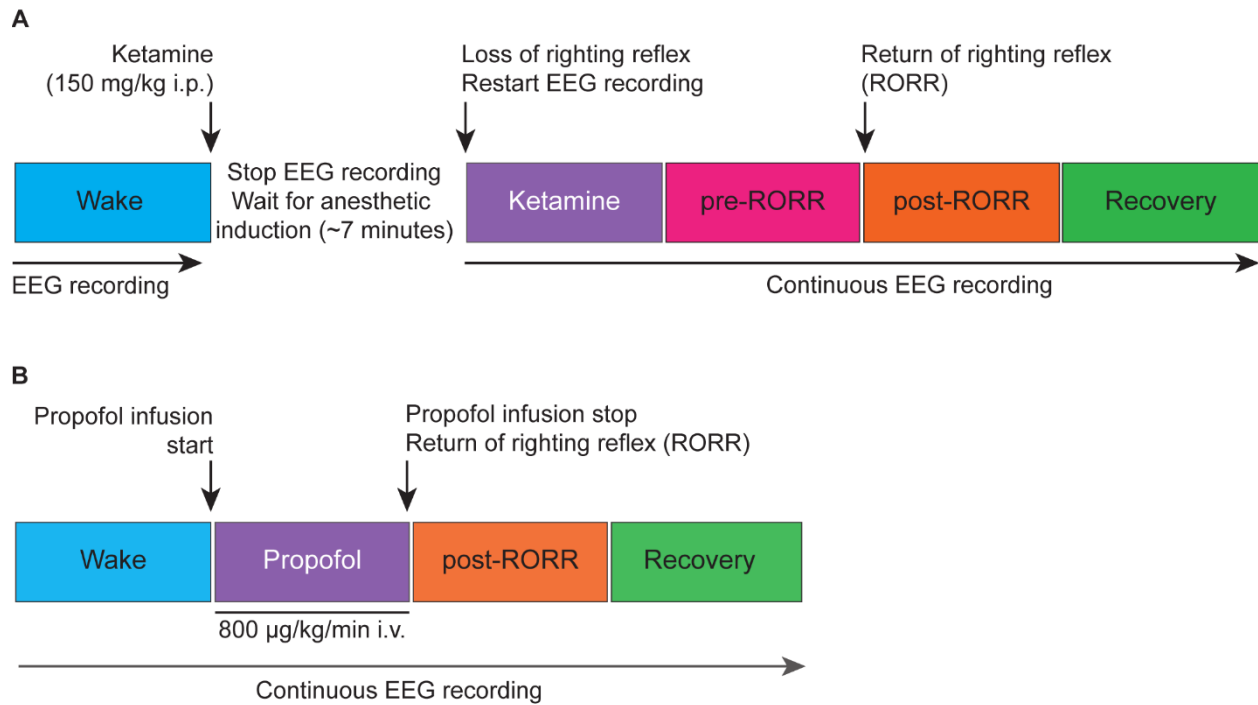 A
Ketamine
(150 mg/kg i.p.)
Loss of righting reflex
Restart EEG recording
Return of righting reflex
(RORR)
Wake
Stop EEG recording
Wait for anesthetic
induction (~7 minutes)
Ketamine
pre-RORR
post-RORR
Recovery
EEG recording
Continuous EEG recording
B
Propofol infusion
start
Propofol infusion stop
Return of righting reflex (RORR)
Wake
Propofol
post-RORR
Recovery
800 µg/kg/min i.v.
Continuous EEG recording